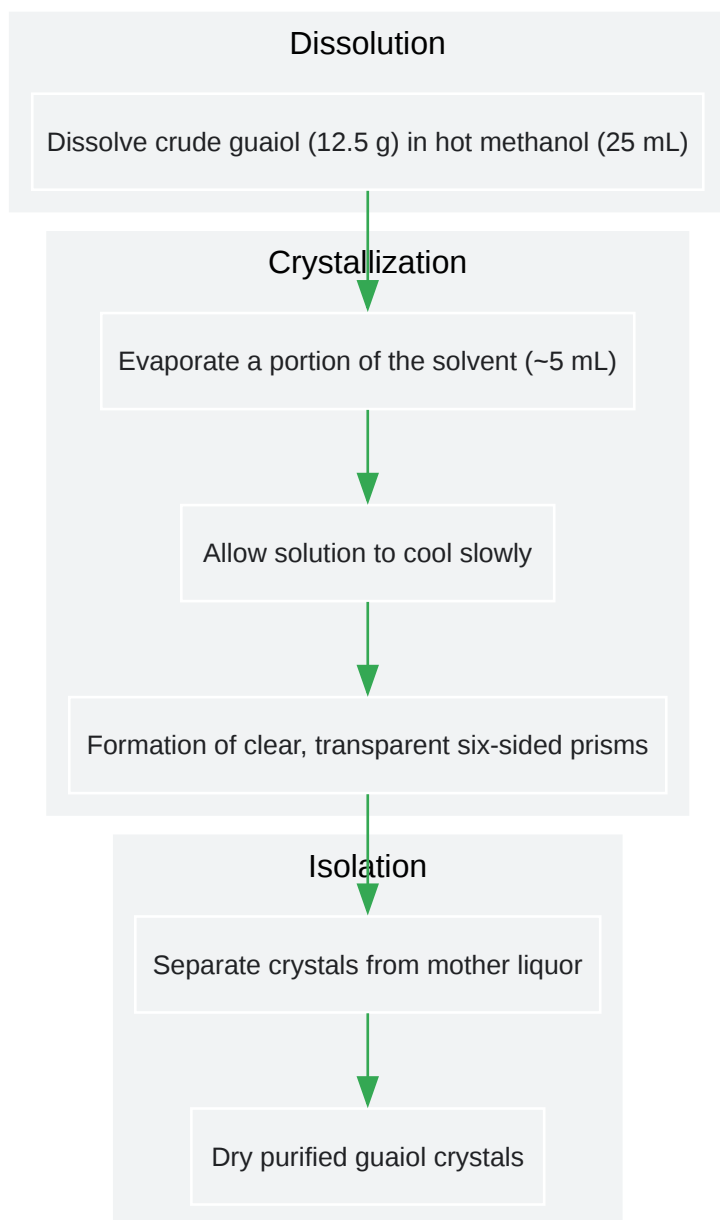 Dissolution
Dissolve crude guaiol (12.5 g) in hot methanol (25 mL)
Crystallization
Evaporate a portion of the solvent (~5 mL)
Allow solution to cool slowly
Formation of clear, transparent six-sided prisms
Isolation
Separate crystals from mother liquor
Dry purified guaiol crystals